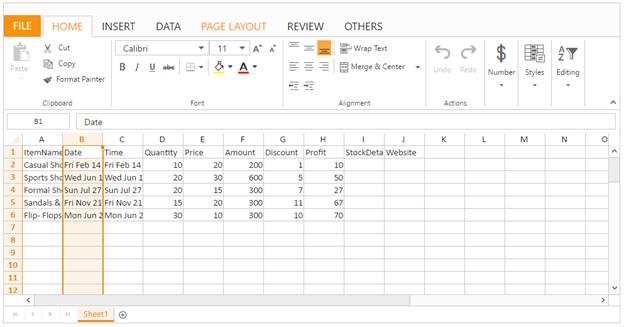 FILE HOME INSERT DATA PAGE LAYOUT REVIEW OTHERS
Paste Cut Copy Format Painter
Calibri 11 A A
B I U abc A
Wrap Text
Merge & Center
Undo Redo
$ Number
Styles
A Z Editing
Clipboard Font Alignment Actions
B1 Date
A B C D E F G H I J K L M N O
1 ItemName Date Time Quantity Price Amount Discount Profit StockDeta Website
2 Casual Sho Fri Feb 14 Fri Feb 14 10 20 200 1 10
3 Sports Sho Wed Jun 1 Wed Jun 1 20 30 600 5 50
4 Formal Sho Sun Jul 27 Sun Jul 27 20 15 300 7 27
5 Sandals & Fri Nov 21 Fri Nov 21 15 20 300 11 67
6 Flip- Flops Mon Jun 2 Mon Jun 2 30 10 300 10 70
7
8
9
10
11
12
Sheet1